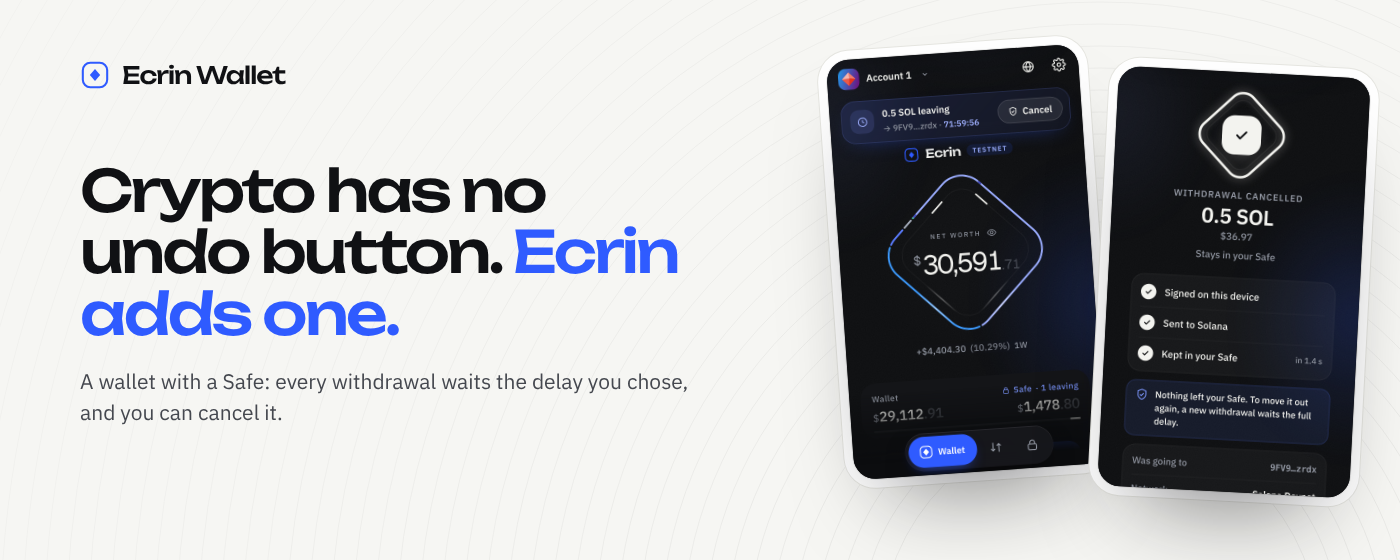 Ecrin Wallet
Crypto has no
undo button. Ecrin
adds one.
A wallet with a Safe: every withdrawal waits the delay you chose,
and you can cancel it.
Account 1
0.5 SOL leaving
→ 9FV9...zrdx · 71:59:56
Cancel
Ecrin TESTNET
NET WORTH
$30,591.71
+$4,404.30 (10.29%) 1W
Wallet
$29,112.91
Safe · 1 leaving
$1,478.80
Wallet
WITHDRAWAL CANCELLED
0.5 SOL
$36.97
Stays in your Safe
Signed on this device
Sent to Solana
Kept in your Safe in 1.4 s
Nothing left your Safe. To move it out
again, a new withdrawal waits the full
delay.
Was going to 9FV9...zrdx